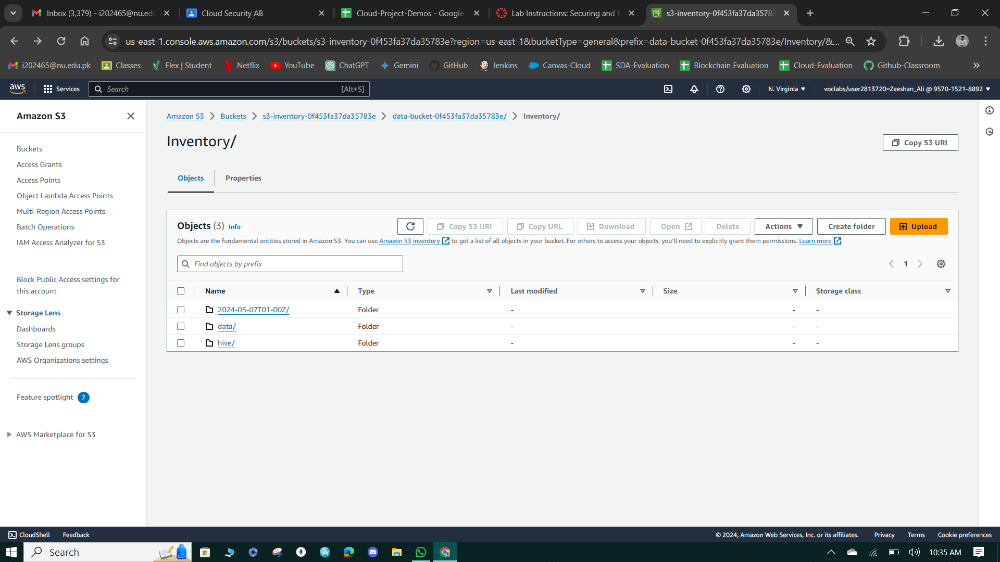 Inbox (3,379) - i202465@nu.edu
Cloud Security AB
Cloud-Project-Demos - Google
Lab Instructions: Securing and M
s3-inventory-0f453fa37da35783
us-east-1.console.aws.amazon.com/s3/buckets/s3-inventory-0f453fa37da35783e?region=us-east-1&bucketType=general&prefix=data-bucket-0f453fa37da35783e/Inventory/&...
i202465@nu.edu.pk
Classes
Flex | Student
Netflix
YouTube
ChatGPT
Gemini
GitHub
Jenkins
Canvas-Cloud
SDA-Evaluation
Blockchain Evaluation
Cloud-Evaluation
Github-Classroom
aws
Services
Search
[Alt+S]
N. Virginia
voclabs/user2813720=Zeeshan_Ali @ 9570-1521-8892
Amazon S3
Buckets
Access Grants
Access Points
Object Lambda Access Points
Multi-Region Access Points
Batch Operations
IAM Access Analyzer for S3
Block Public Access settings for
this account
Storage Lens
Dashboards
Storage Lens groups
AWS Organizations settings
Feature spotlight 7
AWS Marketplace for S3
Amazon S3 > Buckets > s3-inventory-0f453fa37da35783e > data-bucket-0f453fa37da35783e/ > Inventory/
Inventory/
Copy S3 URI
Objects
Properties
Objects (3) Info
Copy S3 URI
Copy URL
Download
Open
Delete
Actions
Create folder
Upload
Objects are the fundamental entities stored in Amazon S3. You can use Amazon S3 inventory to get a list of all objects in your bucket. For others to access your objects, you'll need to explicitly grant them permissions. Learn more
Find objects by prefix
1
Name Type Last modified Size Storage class
2024-05-07T01-00Z/ Folder - - -
data/ Folder - - -
hive/ Folder - - -
CloudShell
Feedback
© 2024, Amazon Web Services, Inc. or its affiliates.
Privacy
Terms
Cookie preferences
Search
10:35 AM